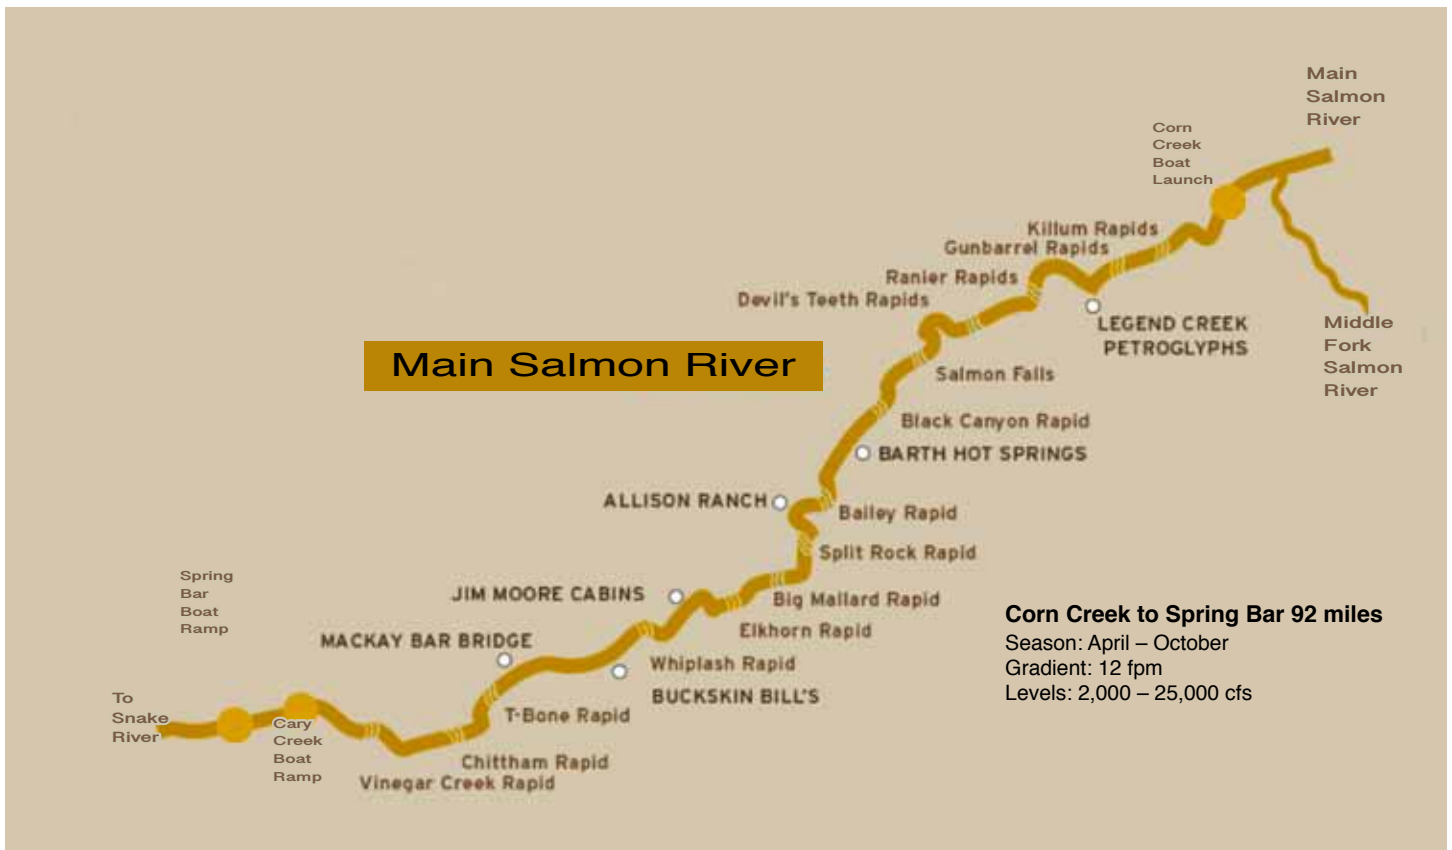 Main
Salmon
River
Corn
Creek
Boat
Launch
Killum Rapids
Gunbarrel Rapids
Ranier Rapids
Devil's Teeth Rapids
LEGEND CREEK
PETROGLYPHS
Middle
Fork
Salmon
River
Main Salmon River
Salmon Falls
Black Canyon Rapid
BARTH HOT SPRINGS
ALLISON RANCH
Bailey Rapid
Split Rock Rapid
Spring
Bar
Boat
Ramp
JIM MOORE CABINS
Big Mallard Rapid
Elkhorn Rapid
MACKAY BAR BRIDGE
Whiplash Rapid
BUCKSKIN BILL'S
Corn Creek to Spring Bar 92 miles
Season: April – October
Gradient: 12 fpm
Levels: 2,000 – 25,000 cfs
To
Snake
River
Cary
Creek
Boat
Ramp
T-Bone Rapid
Chittham Rapid
Vinegar Creek Rapid